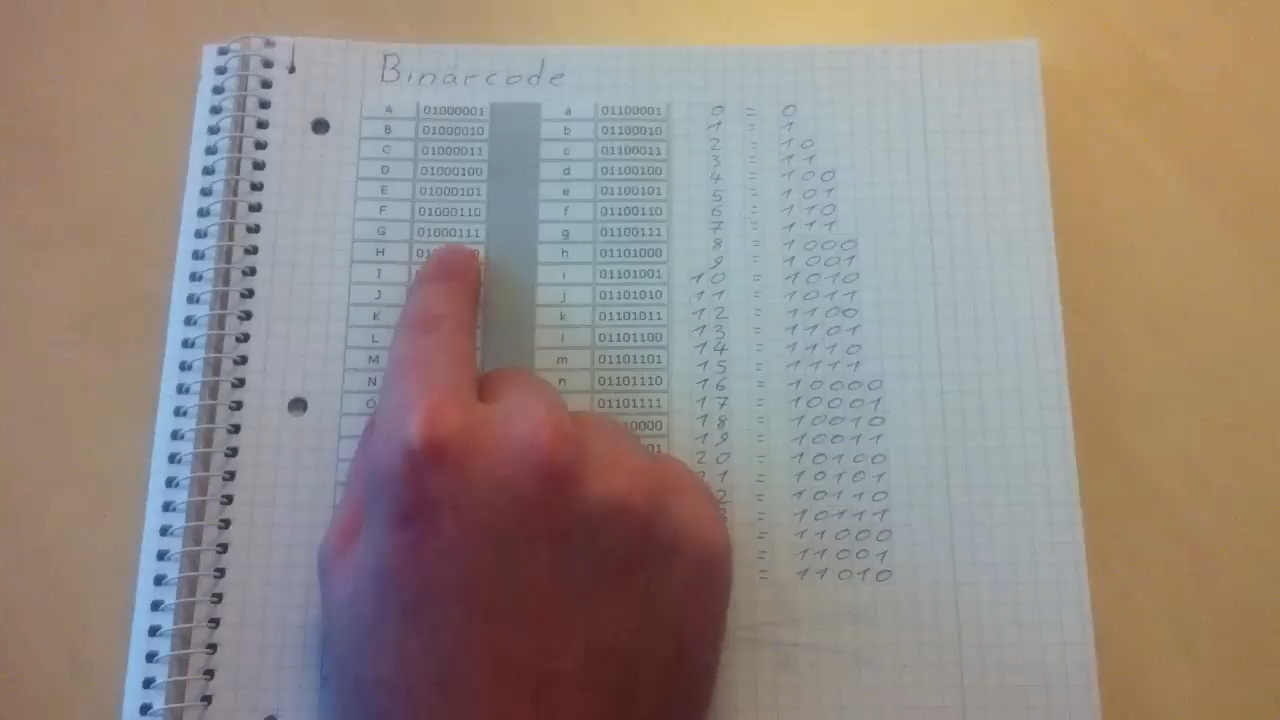 Binärcode
A 01000001 a 01100001 0 = 0
B 01000010 b 01100010 1 = 1
C 01000011 c 01100011 2 = 10
D 01000100 d 01100100 3 = 11
E 01000101 e 01100101 4 = 100
F 01000110 f 01100110 5 = 101
G 01000111 g 01100111 6 = 110
H h 01101000 7 = 111
I i 01101001 8 = 1000
J j 01101010 9 = 1001
K k 01101011 10 = 1010
L l 01101100 11 = 1011
M m 01101101 12 = 1100
N n 01101110 13 = 1101
O 01101111 14 = 1110
15 = 1111
16 = 10000
17 = 10001
18 = 10010
19 = 10011
20 = 10100
= 10101
= 10110
= 10111
= 11000
= 11001
= 11010